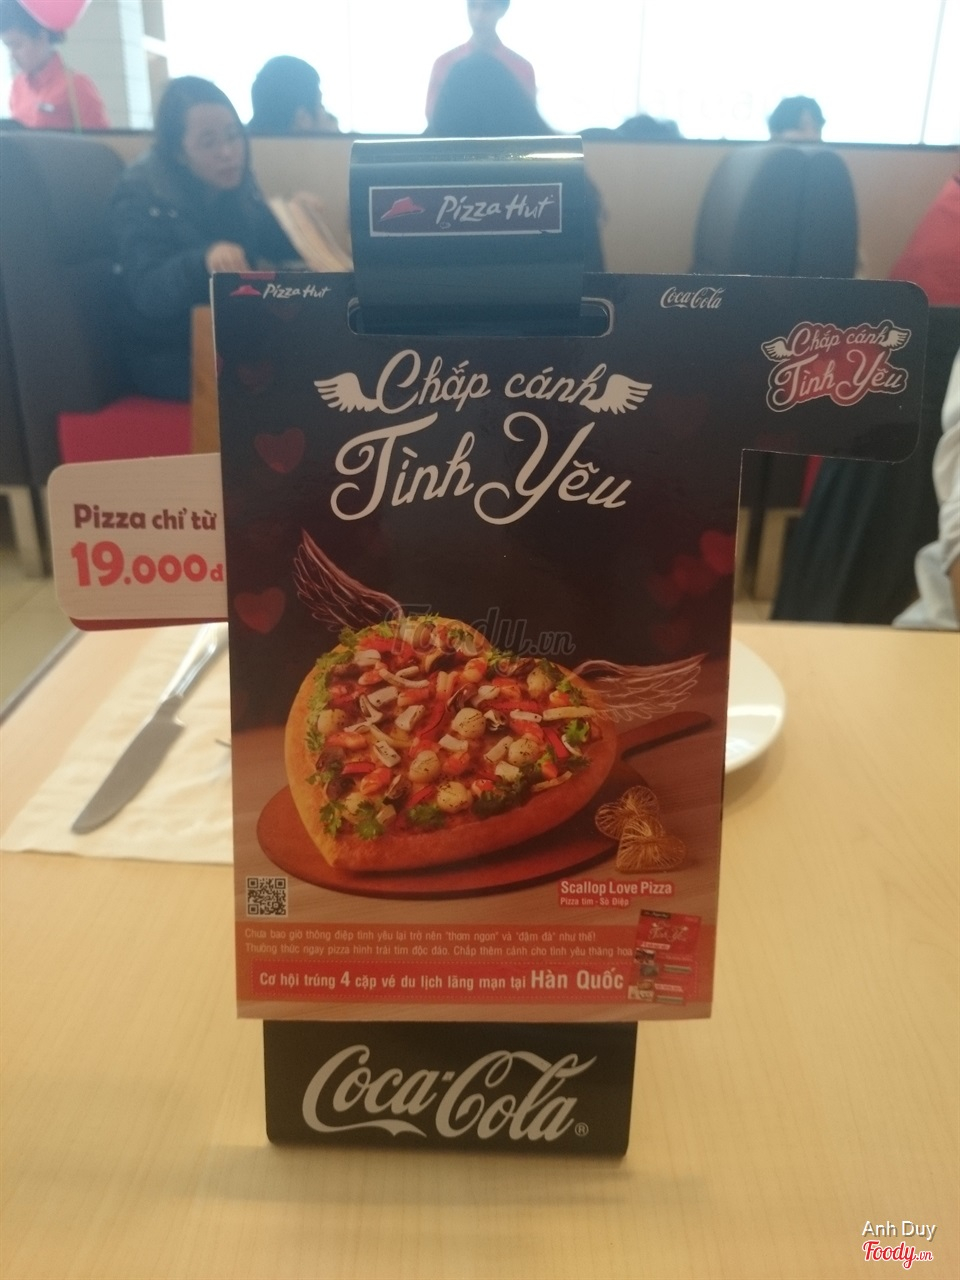 Pizza Hut
Pizza Hut
Coca-Cola
Chắp cánh
Tình Yêu
Chắp cánh
Tình Yêu
Pizza chỉ từ
19.000đ
Foody.vn
Scallop Love Pizza
Pizza tim - Sò Điệp
Chưa bao giờ thông điệp tình yêu lại trở nên "thơm ngon" và "đậm đà" như thế!
Thưởng thức ngay pizza hình trái tim độc đáo. Chắp thêm cánh cho tình yêu thăng hoa
Cơ hội trúng 4 cặp vé du lịch lãng mạn tại Hàn Quốc
Coca-Cola®
Anh Duy
Foody.vn